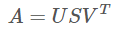 A = USV^T